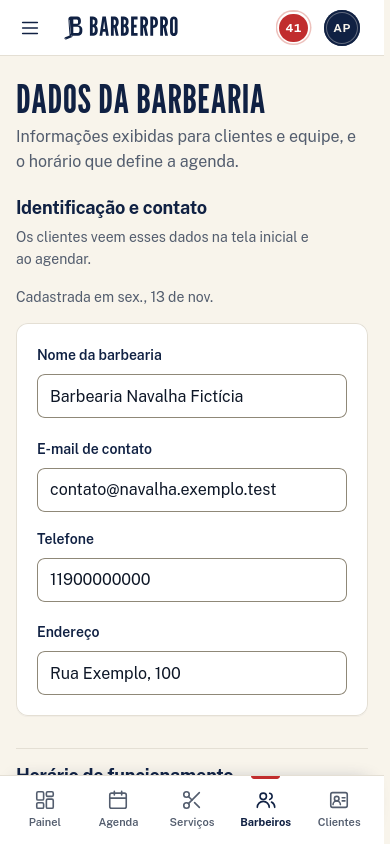 BARBERPRO
41
AP
DADOS DA BARBEARIA
Informações exibidas para clientes e equipe, e
o horário que define a agenda.
Identificação e contato
Os clientes veem esses dados na tela inicial e
ao agendar.
Cadastrada em sex., 13 de nov.
Nome da barbearia
Barbearia Navalha Fictícia
E-mail de contato
contato@navalha.exemplo.test
Telefone
11900000000
Endereço
Rua Exemplo, 100
Horário de funcionamento
Painel
Agenda
Serviços
Barbeiros
Clientes